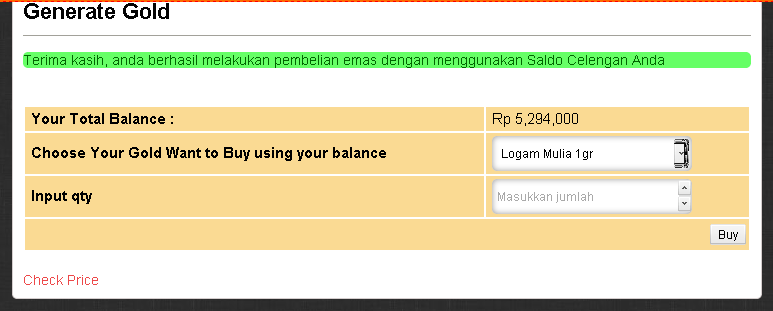 Generate Gold
Terima kasih, anda berhasil melakukan pembelian emas dengan menggunakan Saldo Celengan Anda
Your Total Balance : Rp 5,294,000
Choose Your Gold Want to Buy using your balance Logam Mulia 1gr
Input qty Masukkan jumlah
Buy
Check Price